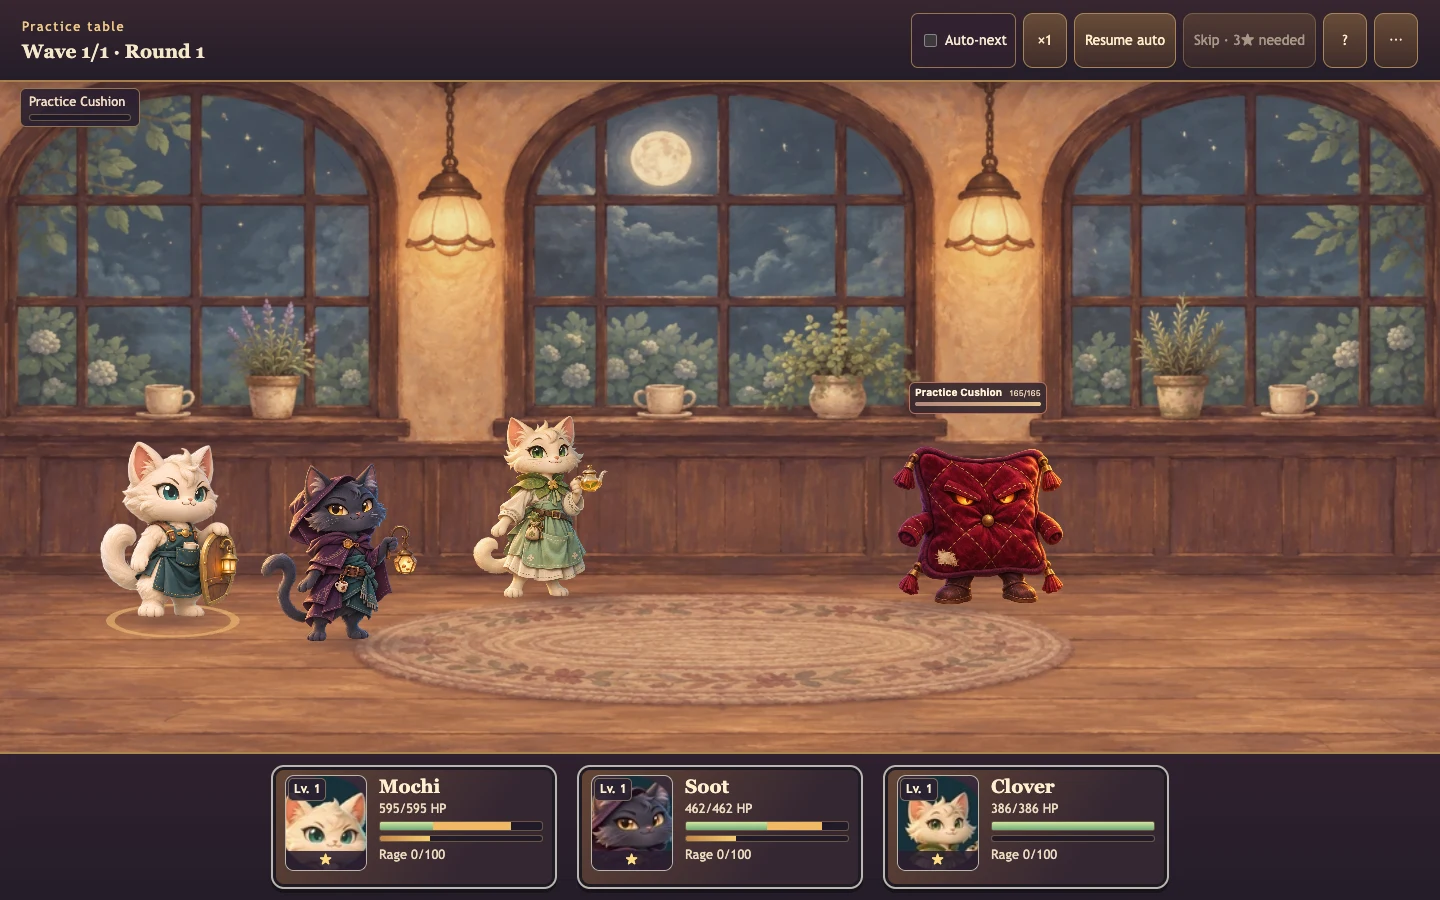 Practice table
Wave 1/1 · Round 1
Auto-next
×1
Resume auto
Skip · 3★ needed
?
···
Practice Cushion
Practice Cushion 165/165
Lv. 1
Mochi
595/595 HP
Rage 0/100
Lv. 1
Soot
462/462 HP
Rage 0/100
Lv. 1
Clover
386/386 HP
Rage 0/100